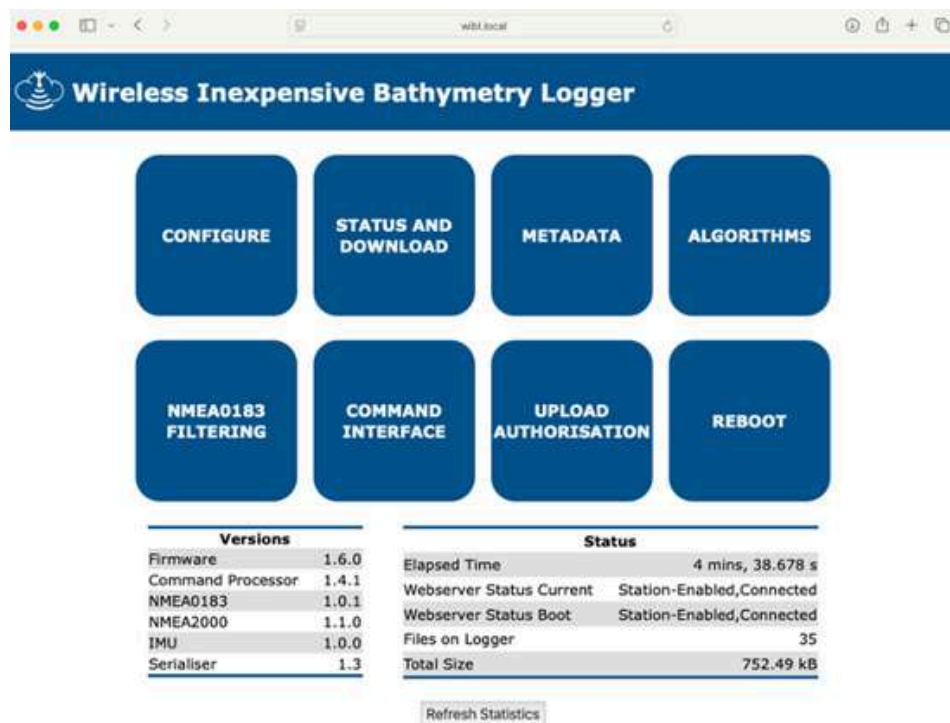 wibl.local
Wireless Inexpensive Bathymetry Logger
CONFIGURE
STATUS AND
DOWNLOAD
METADATA
ALGORITHMS
NMEA0183
FILTERING
COMMAND
INTERFACE
UPLOAD
AUTHORISATION
REBOOT
Versions
Firmware 1.6.0
Command Processor 1.4.1
NMEA0183 1.0.1
NMEA2000 1.1.0
IMU 1.0.0
Serialiser 1.3
Status
Elapsed Time 4 mins, 38.678 s
Webserver Status Current Station-Enabled,Connected
Webserver Status Boot Station-Enabled,Connected
Files on Logger 35
Total Size 752.49 kB
Refresh Statistics